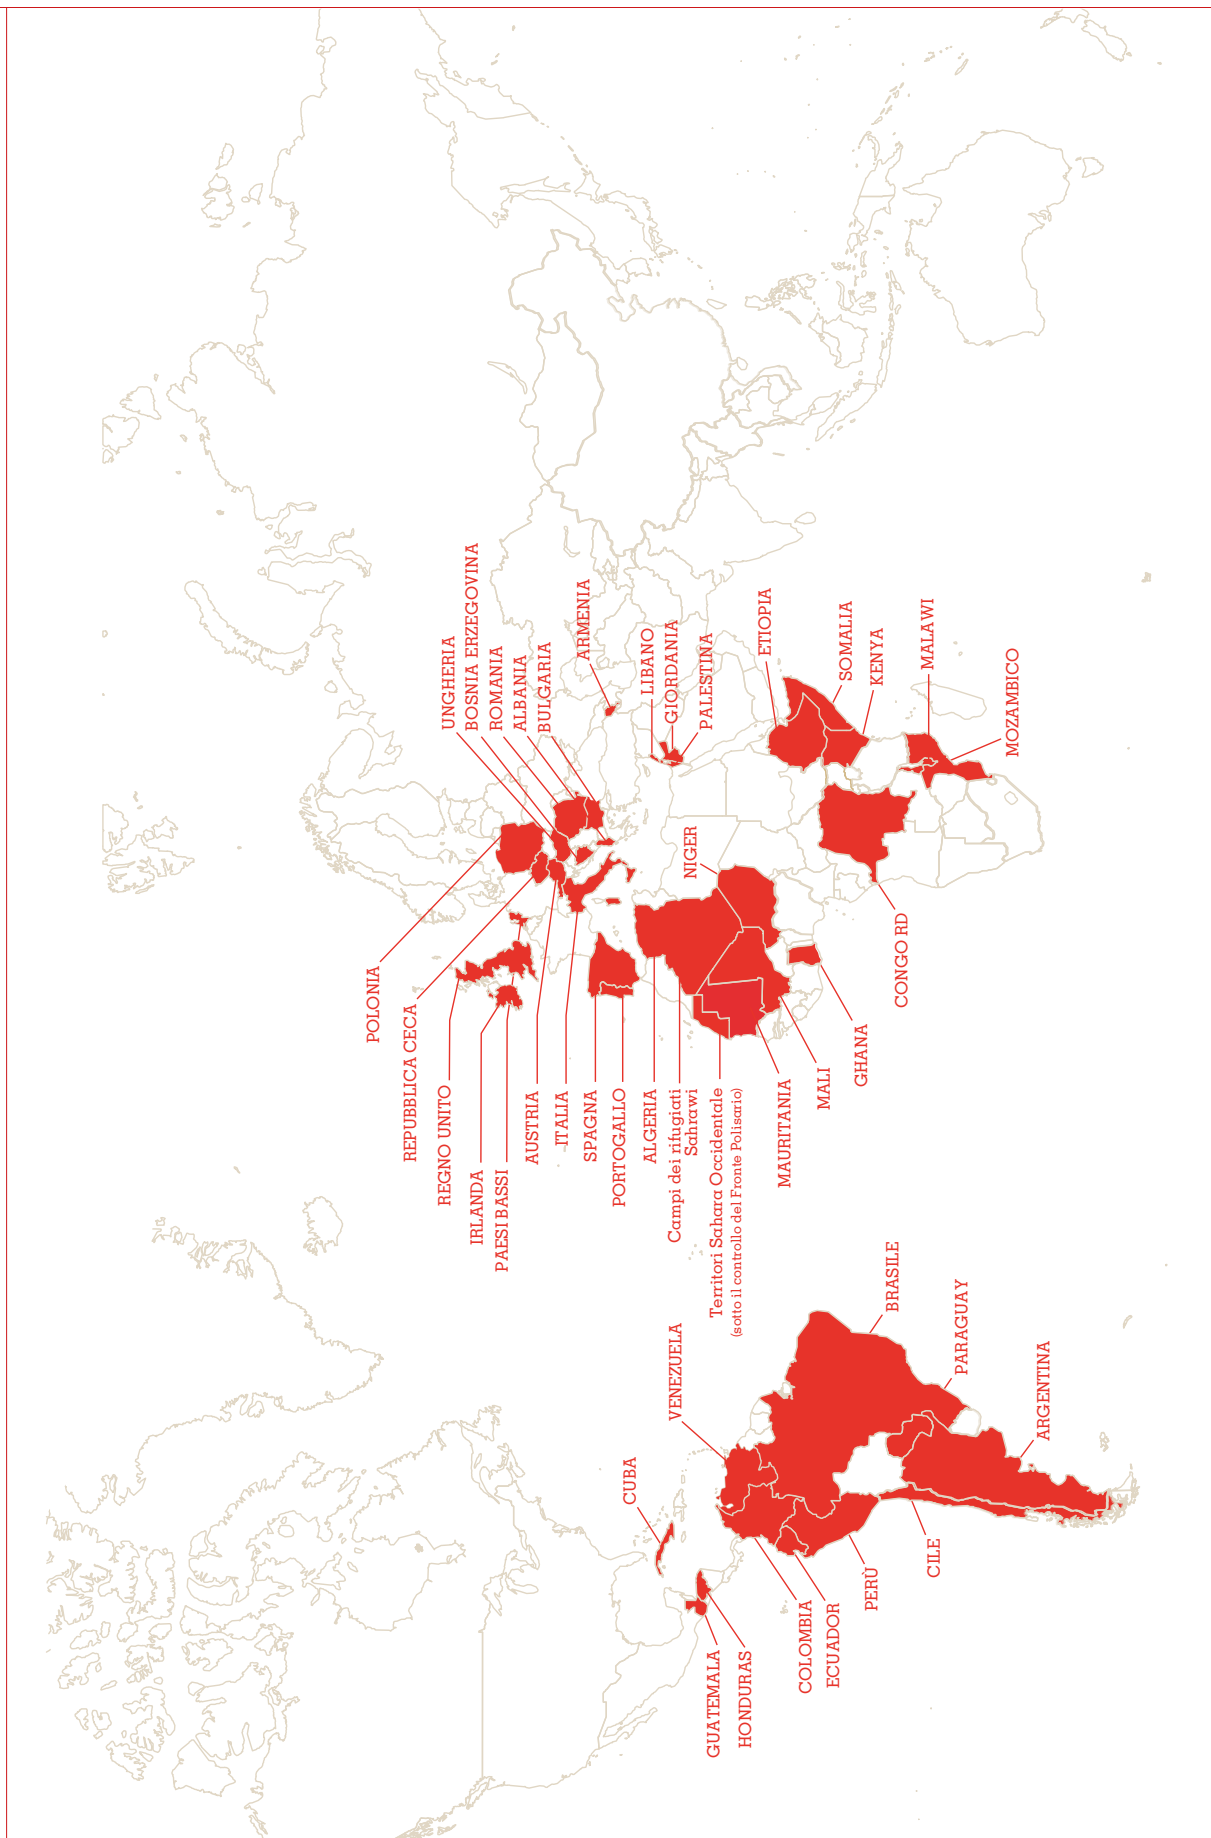 POLONIA
REPUBBLICA CECA
REGNO UNITO
IRLANDA
PAESI BASSI
AUSTRIA
ITALIA
SPAGNA
PORTOGALLO
ALGERIA
Campi dei rifugiati
Sahrawi
Territori Sahara Occidentale
(sotto il controllo del Fronte Polisario)
MAURITANIA
MALI
GHANA
CONGO RD
NIGER
UNGHERIA
BOSNIA ERZEGOVINA
ROMANIA
ALBANIA
BULGARIA
ARMENIA
LIBANO
GIORDANIA
PALESTINA
ETIOPIA
SOMALIA
KENYA
MALAWI
MOZAMBICO
CUBA
VENEZUELA
BRASILE
PARAGUAY
ARGENTINA
GUATEMALA
HONDURAS
COLOMBIA
ECUADOR
PERÙ
CILE